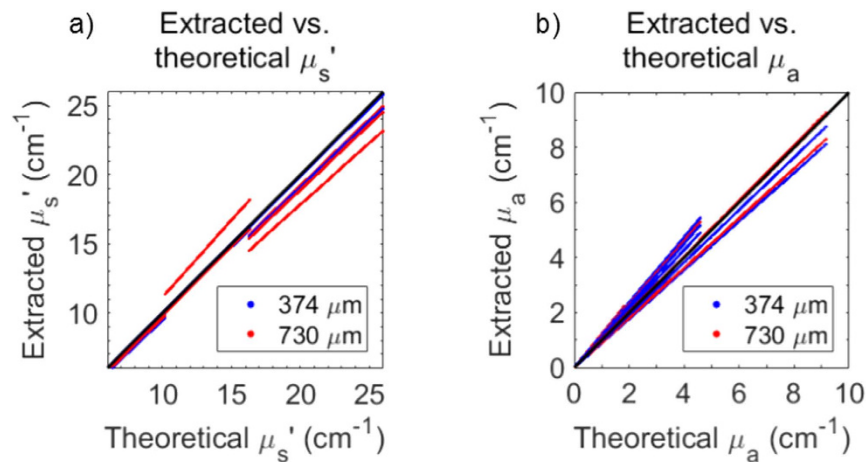 a)
Extracted vs.
theoretical μs'
Extracted μs' (cm-1)
25
20
15
10
374 μm
730 μm
10
15
20
25
Theoretical μs' (cm-1)
b)
Extracted vs.
theoretical μa
Extracted μa (cm-1)
10
8
6
4
2
0
374 μm
730 μm
0
2
4
6
8
10
Theoretical μa (cm-1)